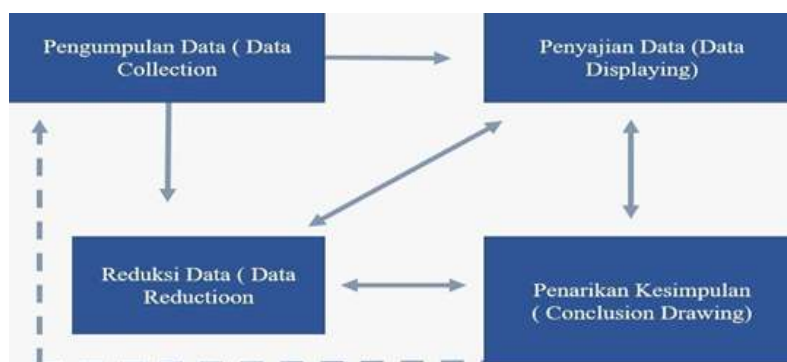 Pengumpulan Data ( Data
Collection
Penyajian Data (Data
Displaying)
Reduksi Data ( Data
Reductioon
Penarikan Kesimpulan
( Conclusion Drawing)